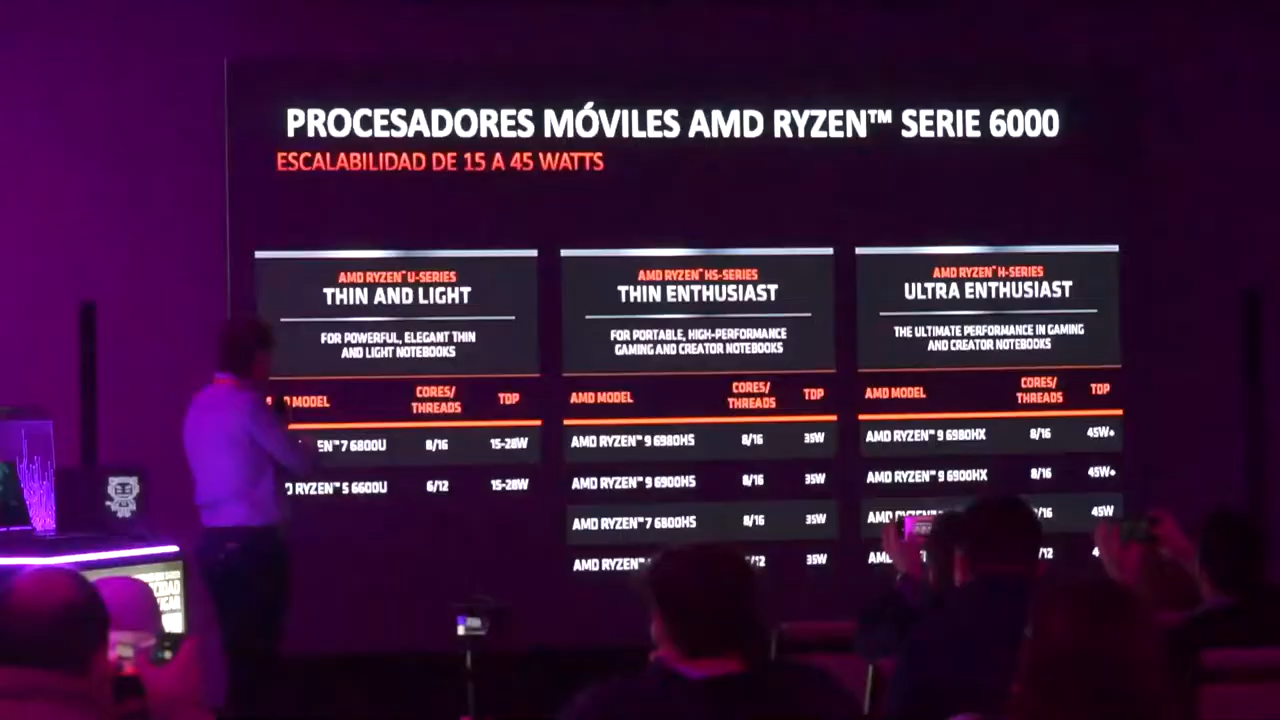 PROCESADORES MÓVILES AMD RYZEN™ SERIE 6000
ESCALABILIDAD DE 15 A 45 WATTS
AMD RYZEN™ U-SERIES
THIN AND LIGHT
FOR POWERFUL, ELEGANT THIN
AND LIGHT NOTEBOOKS
MODEL CORES/ THREADS TDP
7 6800U 8/16 15-28W
RYZEN™ 5 6600U 6/12 15-28W
AMD RYZEN™ HS-SERIES
THIN ENTHUSIAST
FOR PORTABLE, HIGH-PERFORMANCE
GAMING AND CREATOR NOTEBOOKS
AMD MODEL CORES/ THREADS TDP
AMD RYZEN™ 9 6980HS 8/16 35W
AMD RYZEN™ 9 6900HS 8/16 35W
AMD RYZEN™ 7 6800HS 8/16 35W
AMD RYZEN™ /12 35W
AMD RYZEN™ H-SERIES
ULTRA ENTHUSIAST
THE ULTIMATE PERFORMANCE IN GAMING
AND CREATOR NOTEBOOKS
AMD MODEL CORES/ THREADS TDP
AMD RYZEN™ 9 6980HX 8/16 45W+
AMD RYZEN™ 9 6900HX 8/16 45W+
AMD /16 45W
/12